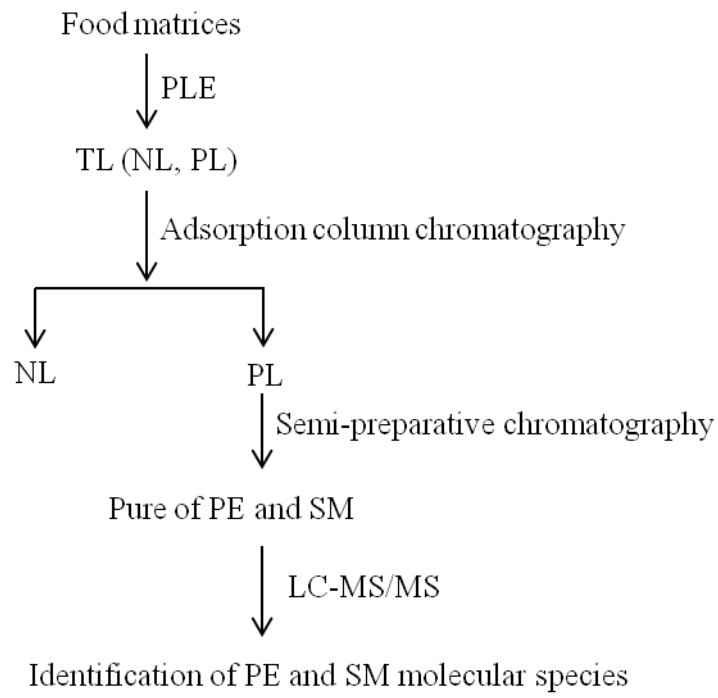 Food matrices
PLE
TL (NL, PL)
Adsorption column chromatography
NL
PL
Semi-preparative chromatography
Pure of PE and SM
LC-MS/MS
Identification of PE and SM molecular species